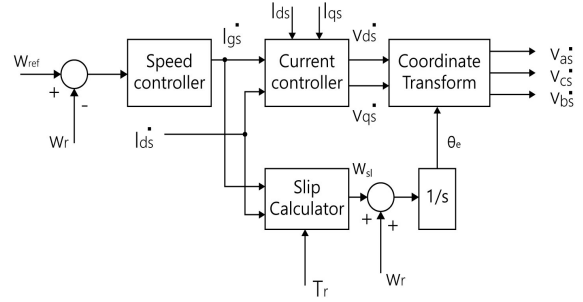 Ids Iqs
Igs* Vds*
Wref Speed controller Current controller Coordinate Transform Vas*
+ - Vcs*
Wr Ids* Vqs* Vbs*
θe
Wsl
Slip Calculator 1/s
+ +
Tr Wr